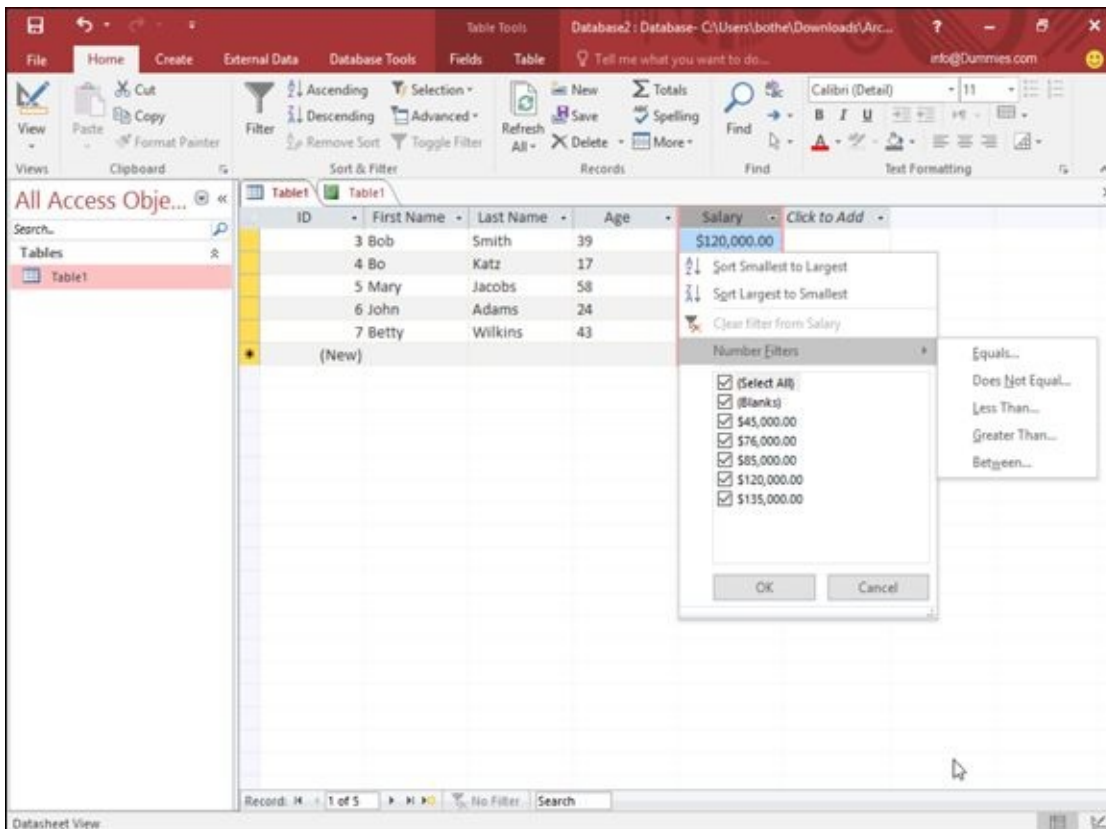 Table Tools Database2 : Database- C:\Users\bothe\Downloads\Arc... ?
File Home Create External Data Database Tools Fields Table Tell me what you want to do... info@Dummies.com
Cut Ascending Selection New Totals Calibri (Detail) 11
Copy Descending Advanced Save Spelling B I U
View Paste Format Painter Filter Remove Sort Toggle Filter Refresh All Delete More Find A
Views Clipboard Sort & Filter Records Find Text Formatting
All Access Obje... « Table1 Table1
Search..
Tables
Table1
ID First Name Last Name Age Salary Click to Add
3 Bob Smith 39 $120,000.00
4 Bo Katz 17
5 Mary Jacobs 58
6 John Adams 24
7 Betty Wilkins 43
(New)
Sort Smallest to Largest
Sort Largest to Smallest
Clear filter from Salary
Number Filters
(Select All)
(Blanks)
$45,000.00
$76,000.00
$85,000.00
$120,000.00
$135,000.00
OK Cancel
Equals...
Does Not Equal...
Less Than...
Greater Than...
Between...
Record: 1 of 5 No Filter Search
Datasheet View